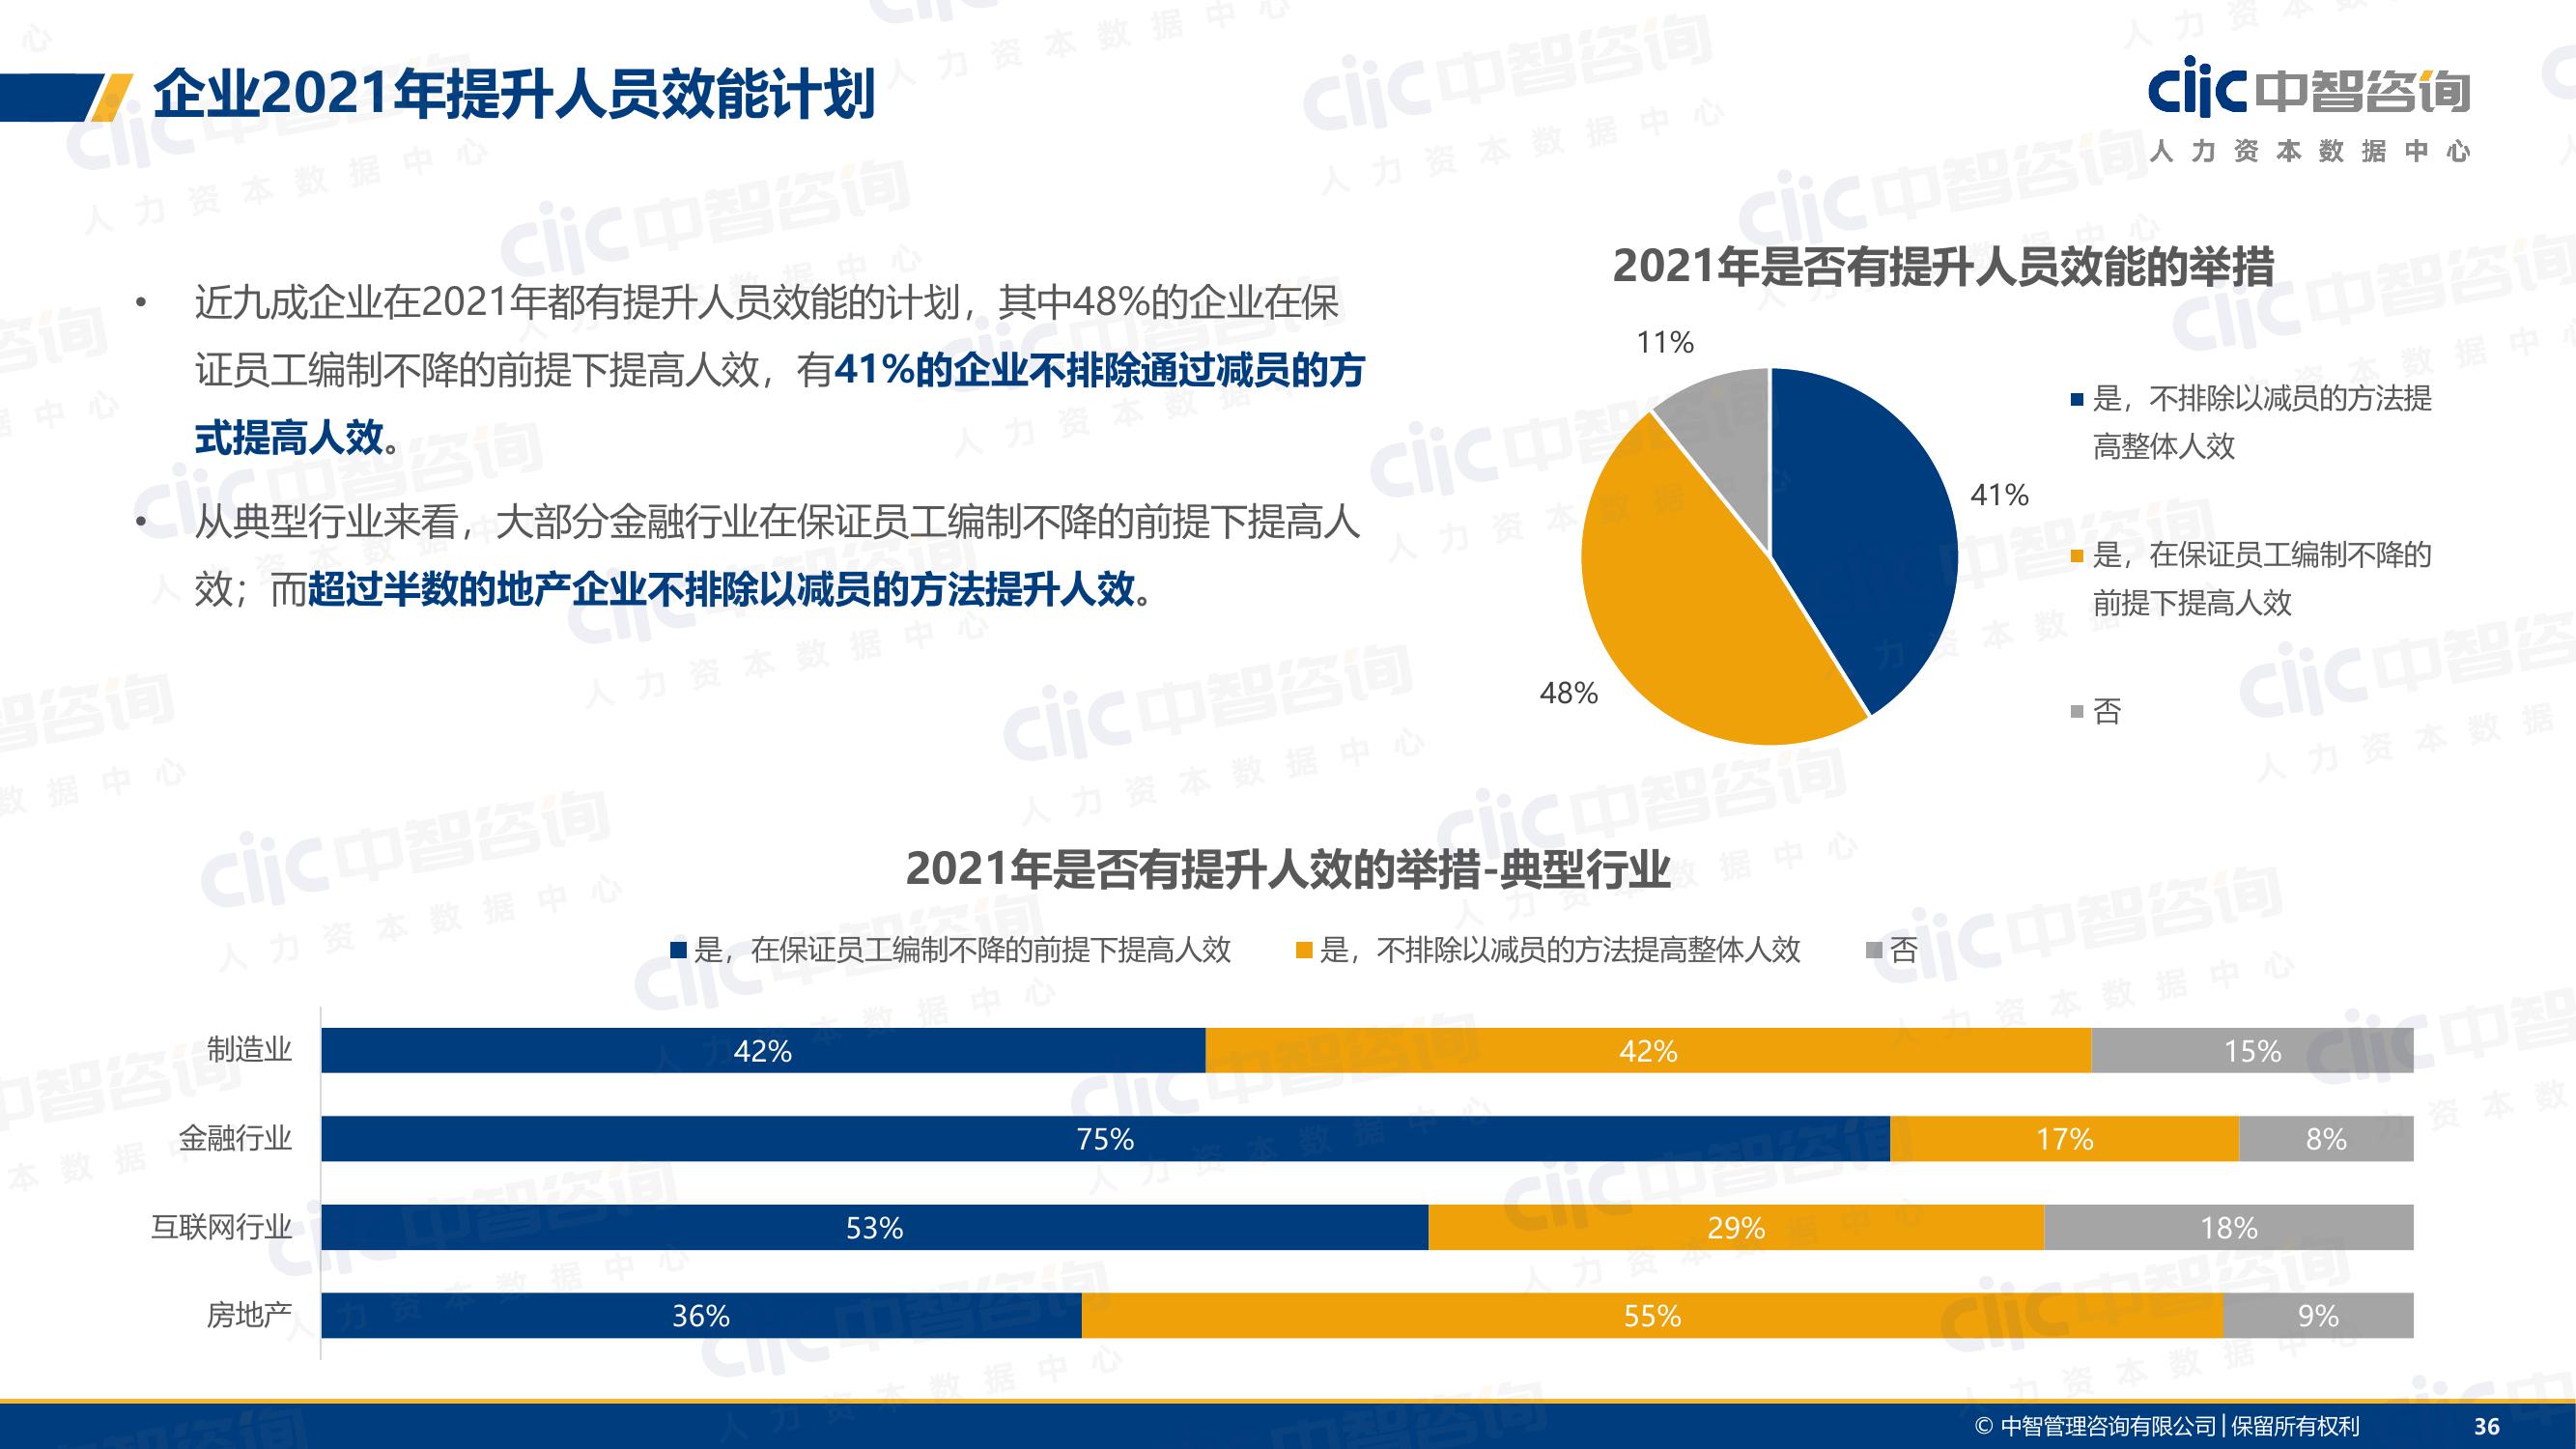 企业2021年提升人员效能计划
ciic中智咨询
人力资本数据中心
• 近九成企业在2021年都有提升人员效能的计划，其中48%的企业在保
证员工编制不降的前提下提高人效，有41%的企业不排除通过减员的方
式提高人效。
• 从典型行业来看，大部分金融行业在保证员工编制不降的前提下提高人
效；而超过半数的地产企业不排除以减员的方法提升人效。
2021年是否有提升人员效能的举措
11%
41%
48%
是，不排除以减员的方法提
高整体人效
是，在保证员工编制不降的
前提下提高人效
否
2021年是否有提升人效的举措-典型行业
是，在保证员工编制不降的前提下提高人效 是，不排除以减员的方法提高整体人效 否
制造业 42% 42% 15%
金融行业 75% 17% 8%
互联网行业 53% 29% 18%
房地产 36% 55% 9%
© 中智管理咨询有限公司 | 保留所有权利 36